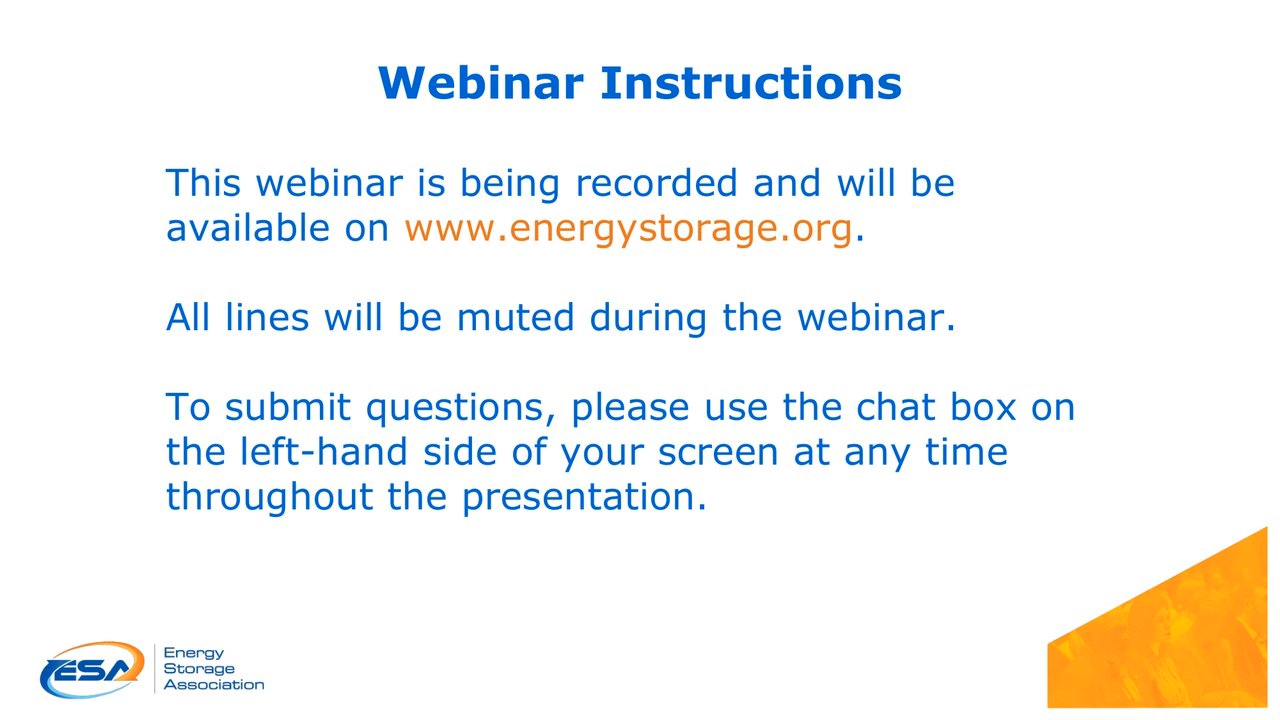 Webinar Instructions
This webinar is being recorded and will be
available on www.energystorage.org.
All lines will be muted during the webinar.
To submit questions, please use the chat box on
the left-hand side of your screen at any time
throughout the presentation.
ESA
Energy
Storage
Association